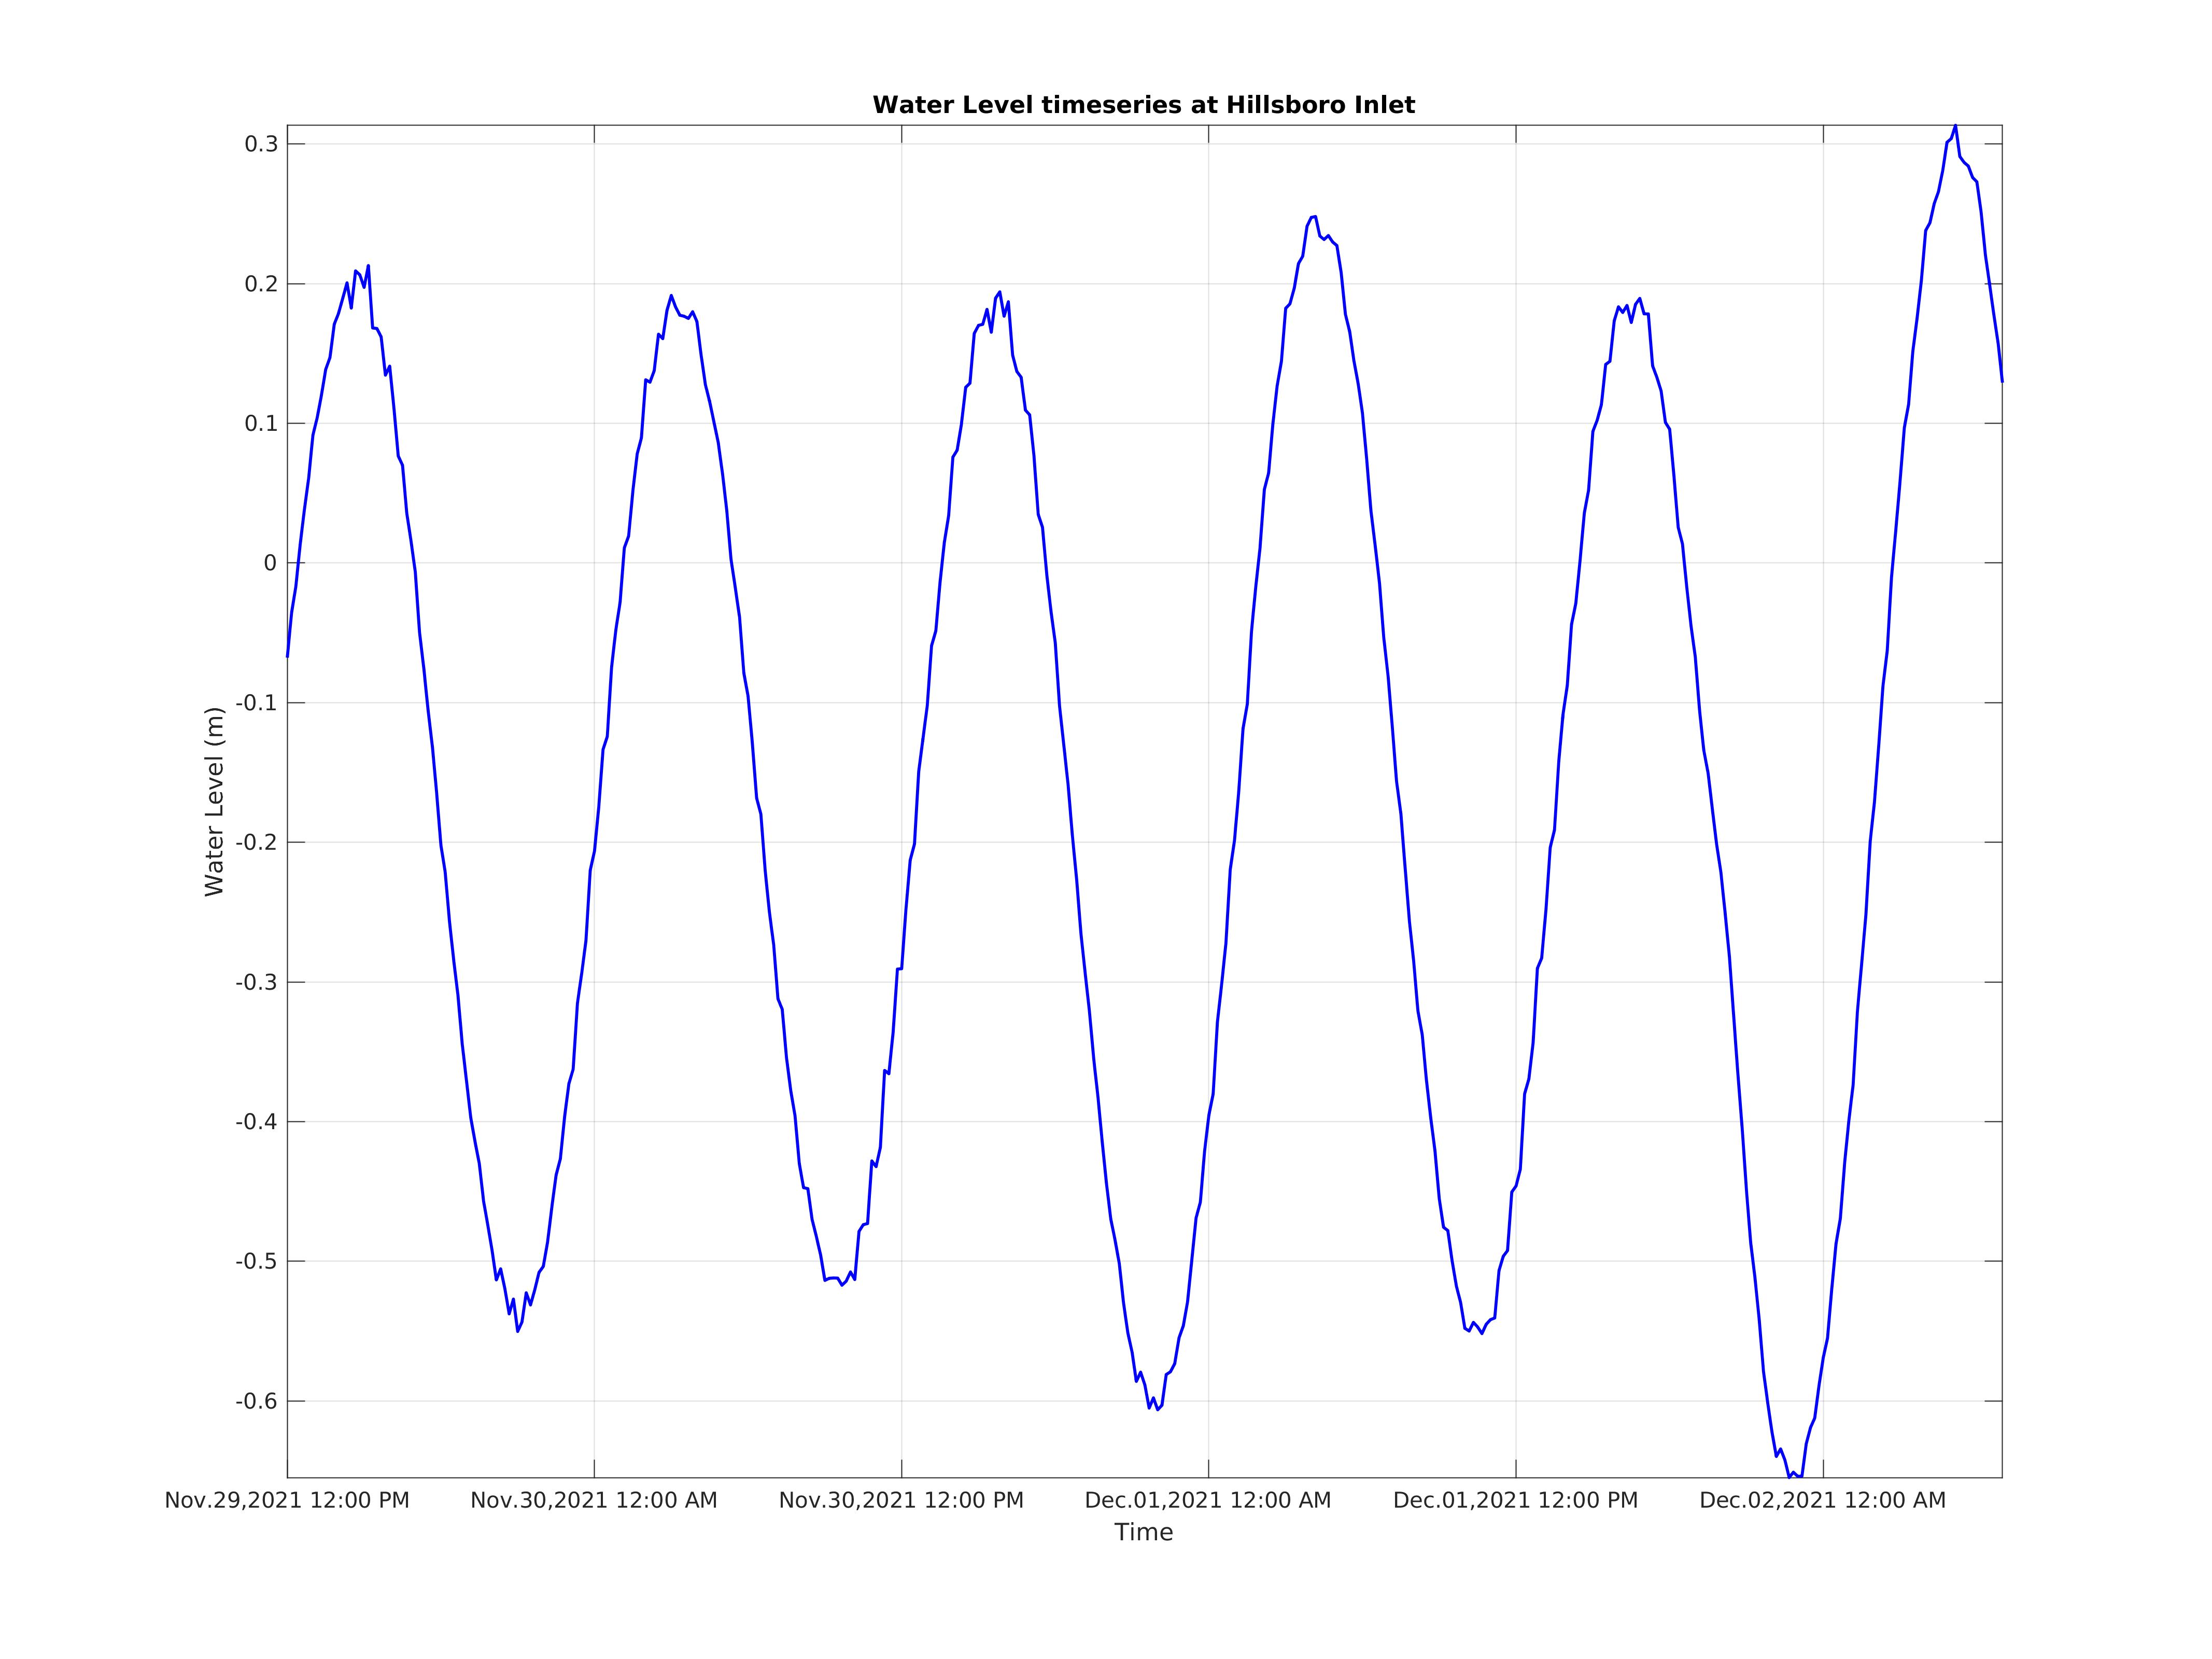 Water Level timeseries at Hillsboro Inlet
0.3
0.2
0.1
0
-0.1
-0.2
-0.3
-0.4
-0.5
-0.6
Water Level (m)
Nov.29,2021 12:00 PM
Nov.30,2021 12:00 AM
Nov.30,2021 12:00 PM
Dec.01,2021 12:00 AM
Dec.01,2021 12:00 PM
Dec.02,2021 12:00 AM
Time